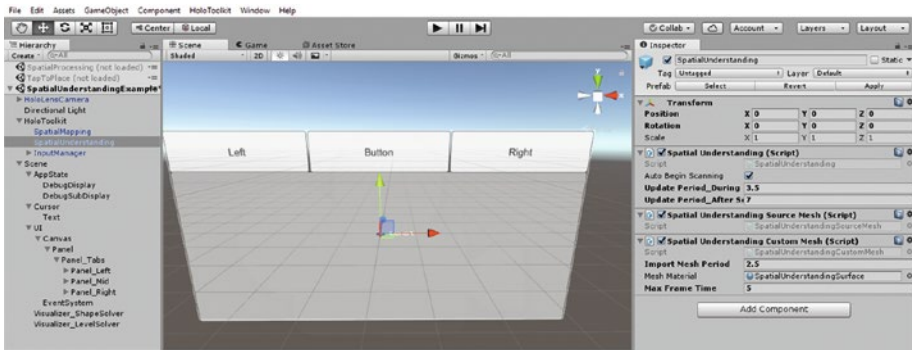 File Edit Assets GameObject Component HoloToolkit Window Help
Center Local
Collab Account Layers Layout
Hierarchy
Create All
SpatialProcessing (not loaded)
TapToPlace (not loaded)
SpatialUnderstandingExample*
HoloLensCamera
Directional Light
HoloToolkit
SpatialMapping
SpatialUnderstanding
InputManager
Scene
AppState
DebugDisplay
DebugSubDisplay
Cursor
Text
UI
Canvas
Panel
Panel_Tabs
Panel_Left
Panel_Mid
Panel_Right
EventSystem
Visualizer_ShapeSolver
Visualizer_LevelSolver
Scene Game Asset Store
Shaded 2D Gizmos All
Left Button Right
Inspector
SpatialUnderstanding Static
Tag Untagged Layer Default
Prefab Select Revert Apply
Transform
Position X 0 Y 0 Z 0
Rotation X 0 Y 0 Z 0
Scale X 1 Y 1 Z 1
Spatial Understanding (Script)
Script SpatialUnderstanding
Auto Begin Scanning
Update Period_During 3.5
Update Period_After Sc 7
Spatial Understanding Source Mesh (Script)
Script SpatialUnderstandingSourceMesh
Spatial Understanding Custom Mesh (Script)
Script SpatialUnderstandingCustomMesh
Import Mesh Period 2.5
Mesh Material SpatialUnderstandingSurface
Max Frame Time 5
Add Component